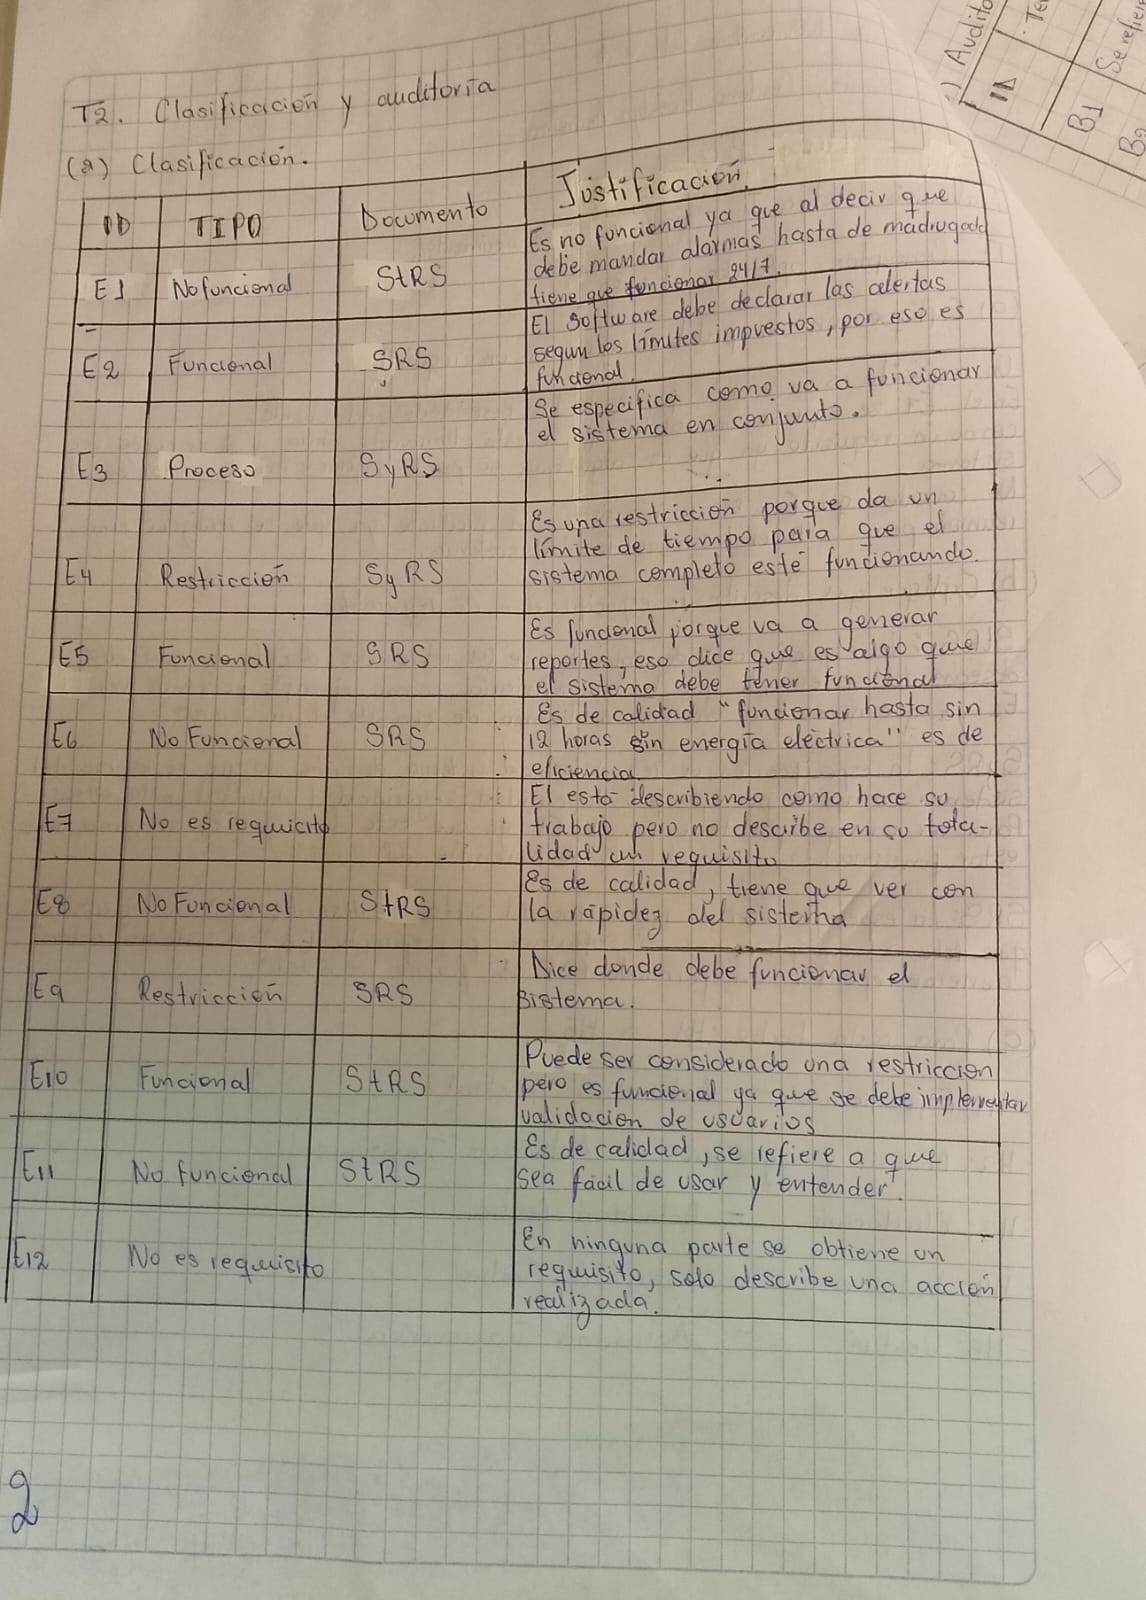 T2. Clasificación y auditoría
(a) Clasificación.
ID TIPO Documento Justificación.
E1 No funcional StRS
Es no funcional ya que al decir que
debe mandar alarmas hasta de madrugada
tiene que funcionar 24/7.
E2 Funcional SRS
El software debe declarar las alertas
segun los límites impuestos, por eso es
funcional.
E3 Proceso SyRS
Se especifica como va a funcionar
el sistema en conjunto.
E4 Restricción SyRS
Es una restricción porque da un
límite de tiempo para que el
sistema completo esté funcionando.
E5 Funcional SRS
Es funcional porque va a generar
reportes, eso dice que es algo que
el sistema debe tener funcional
E6 No Funcional SRS
Es de calidad "funcionar hasta sin
12 horas sin energía eléctrica" es de
eficiencia
E7 No es requicito
El está describiendo como hace su
trabajo pero no describe en su tota-
lidad un requisito
E8 No Funcional StRS
Es de calidad, tiene que ver con
la rápidez del sistema
E9 Restricción SRS
Dice donde debe funcionar el
sistema.
E10 Funcional StRS
Puede ser considerado una restriccion
pero es funcional ya que se debe implementar
validacion de usuarios
E11 No funcional StRS
Es de calidad, se refiere a que
sea fácil de usar y entender.
E12 No es requisito
En ninguna parte se obtiene un
requisito, solo describe una acción
realizada.
2
Audito
ID
B1 Se refier